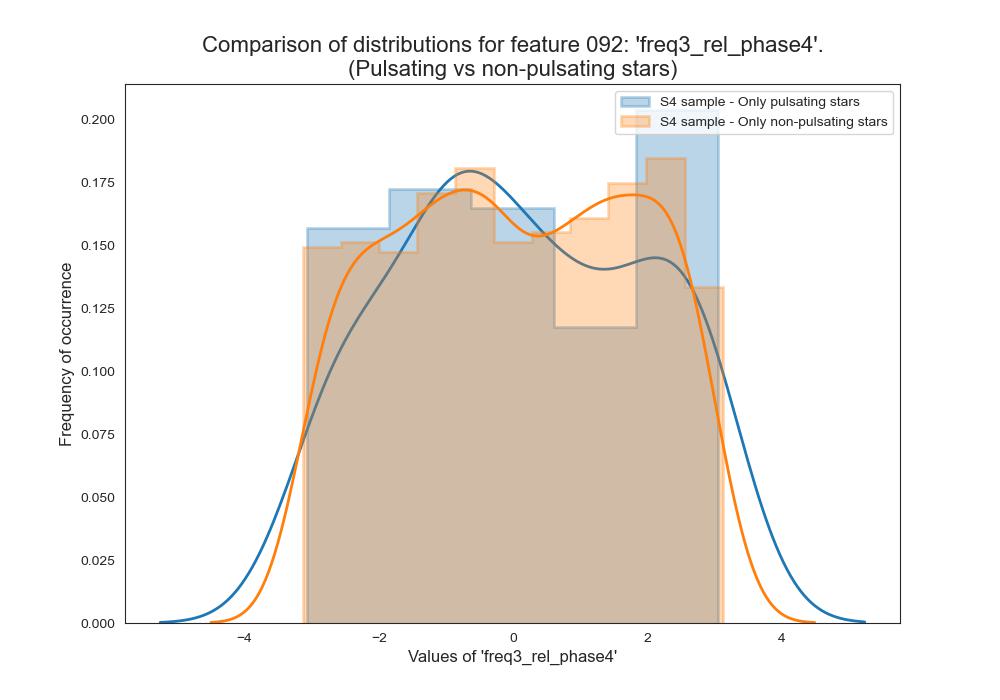 Comparison of distributions for feature 092: 'freq3_rel_phase4'.
(Pulsating vs non-pulsating stars)
S4 sample - Only pulsating stars
S4 sample - Only non-pulsating stars
0.200
0.175
0.150
0.125
0.100
0.075
0.050
0.025
0.000
Frequency of occurrence
−4
−2
0
2
4
Values of 'freq3_rel_phase4'